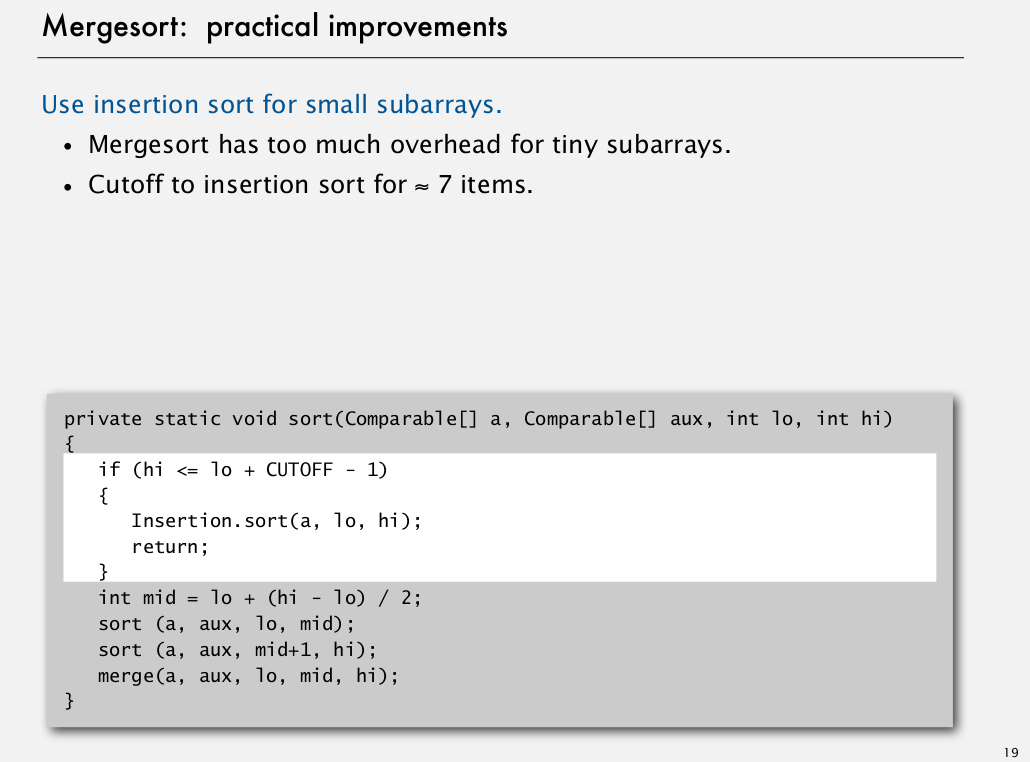 Mergesort: practical improvements
Use insertion sort for small subarrays.
• Mergesort has too much overhead for tiny subarrays.
• Cutoff to insertion sort for ≈ 7 items.
private static void sort(Comparable[] a, Comparable[] aux, int lo, int hi)
{
   if (hi <= lo + CUTOFF - 1)
   {
      Insertion.sort(a, lo, hi);
      return;
   }
   int mid = lo + (hi - lo) / 2;
   sort (a, aux, lo, mid);
   sort (a, aux, mid+1, hi);
   merge(a, aux, lo, mid, hi);
}
19